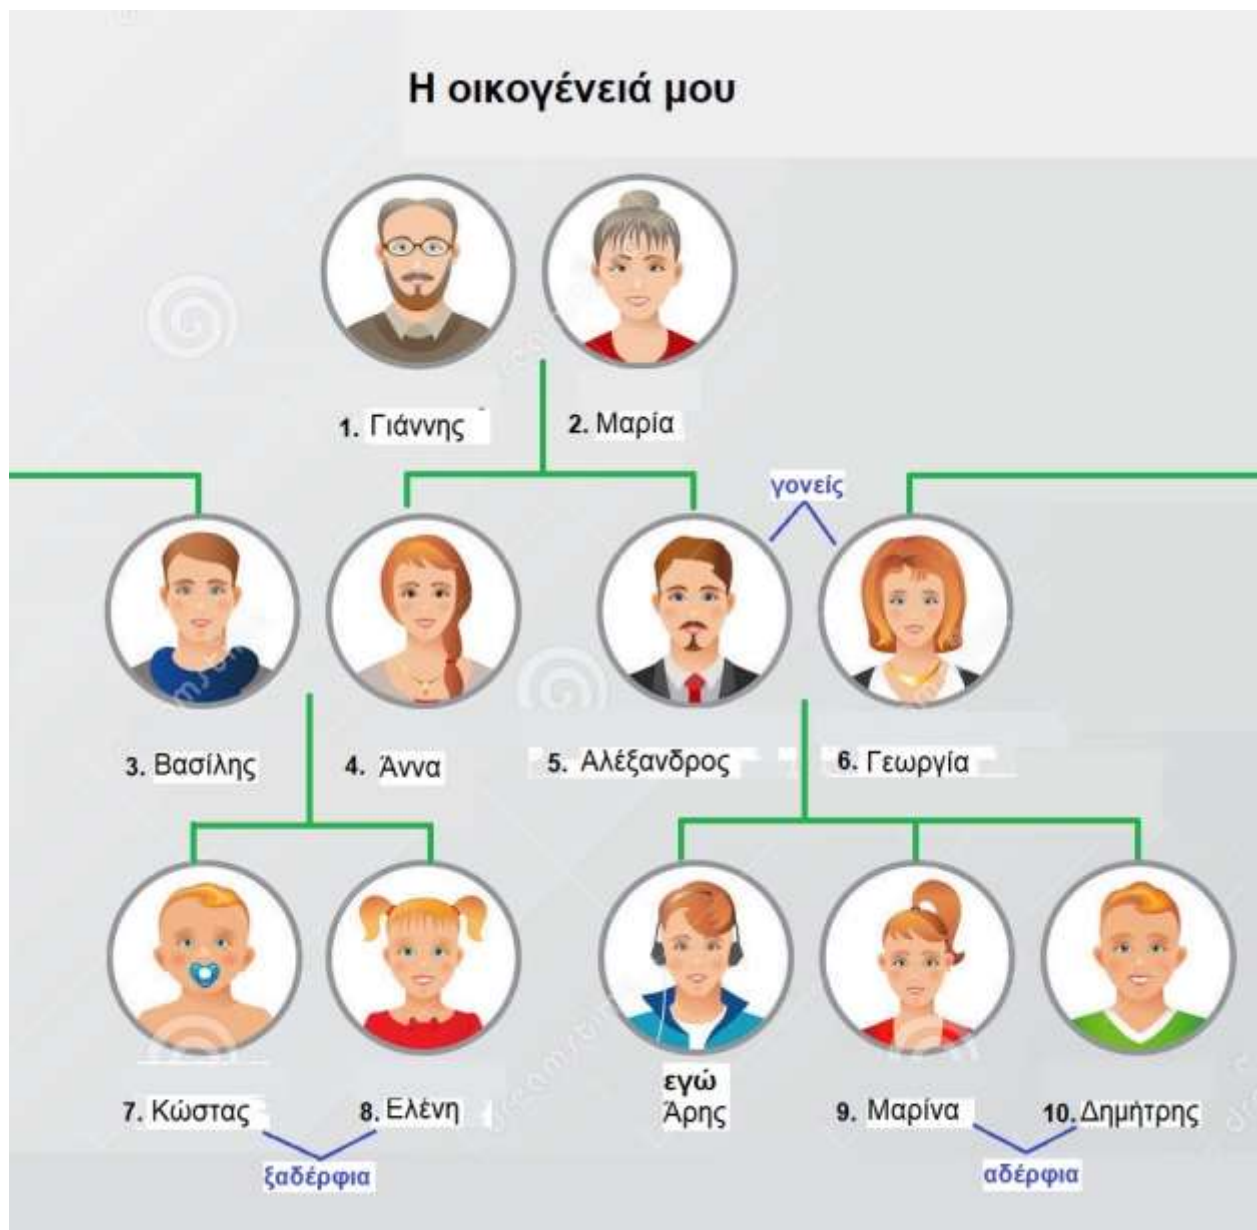 Η οικογένειά μου
1. Γιάννης
2. Μαρία
γονείς
3. Βασίλης
4. Άννα
5. Αλέξανδρος
6. Γεωργία
7. Κώστας
8. Ελένη
εγώ
Άρης
9. Μαρίνα
10. Δημήτρης
ξαδέρφια
αδέρφια